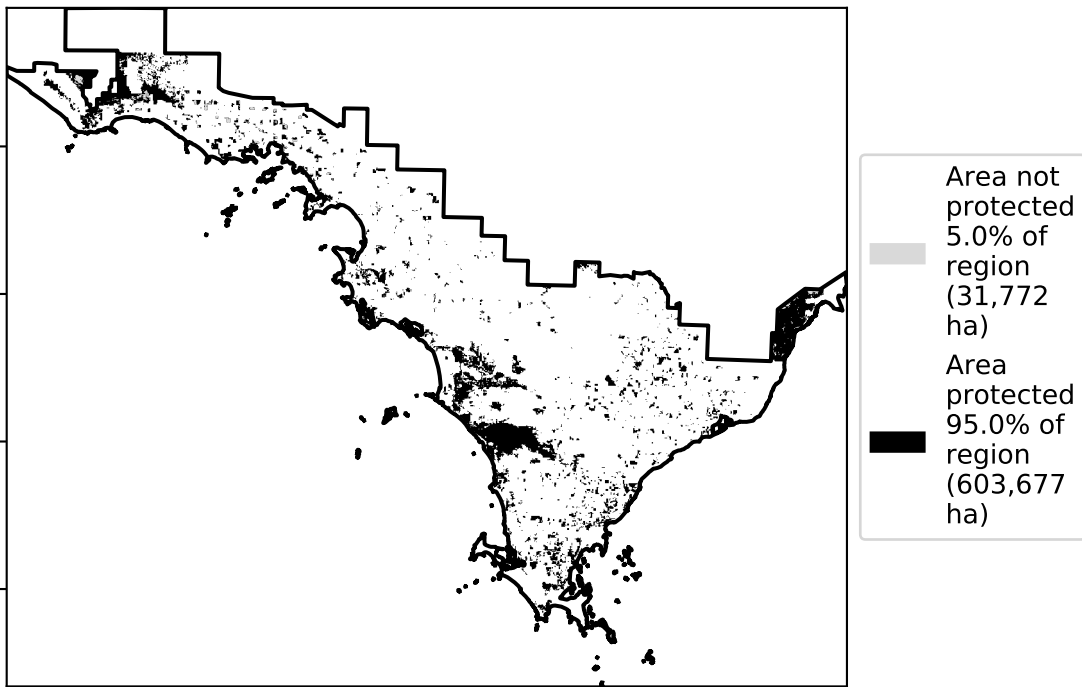 Area not
protected
5.0% of
region
(31,772
ha)
Area
protected
95.0% of
region
(603,677
ha)